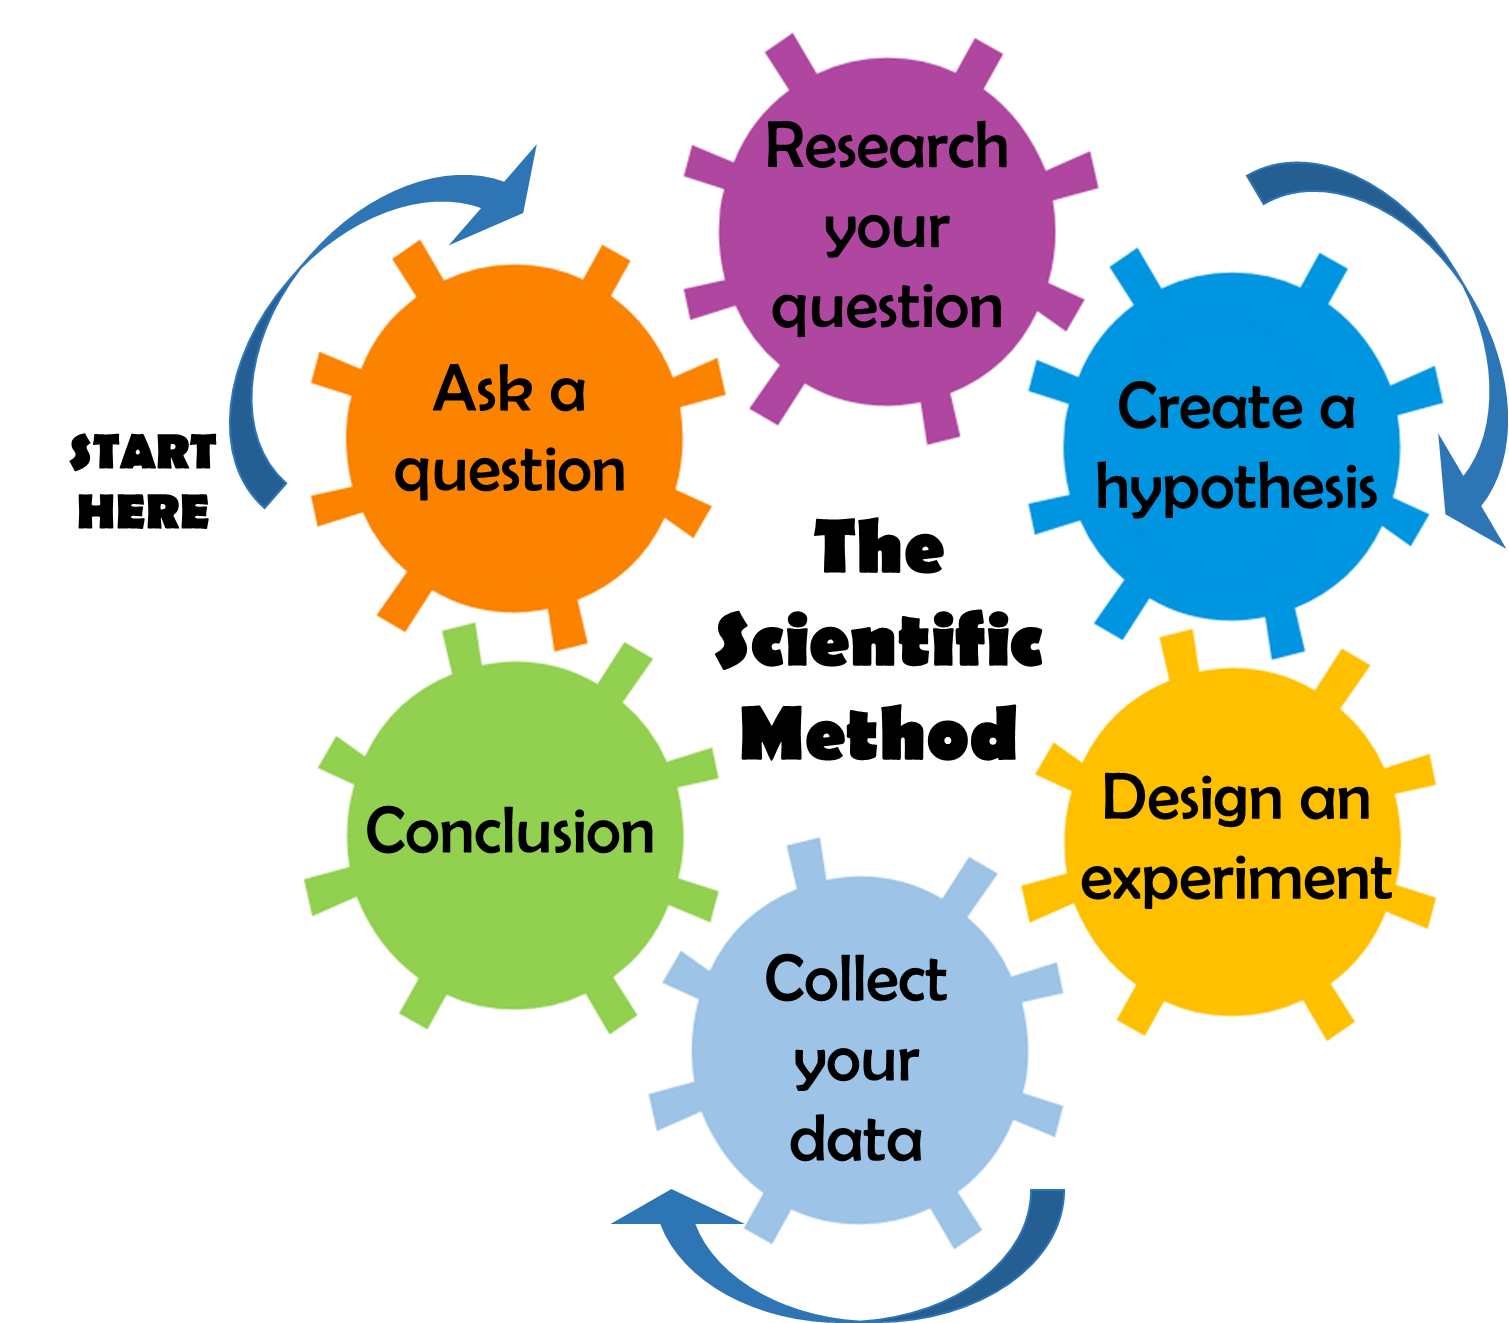 START
HERE
Ask a
question
Research
your
question
Create a
hypothesis
Design an
experiment
Collect
your
data
Conclusion
The
Scientific
Method